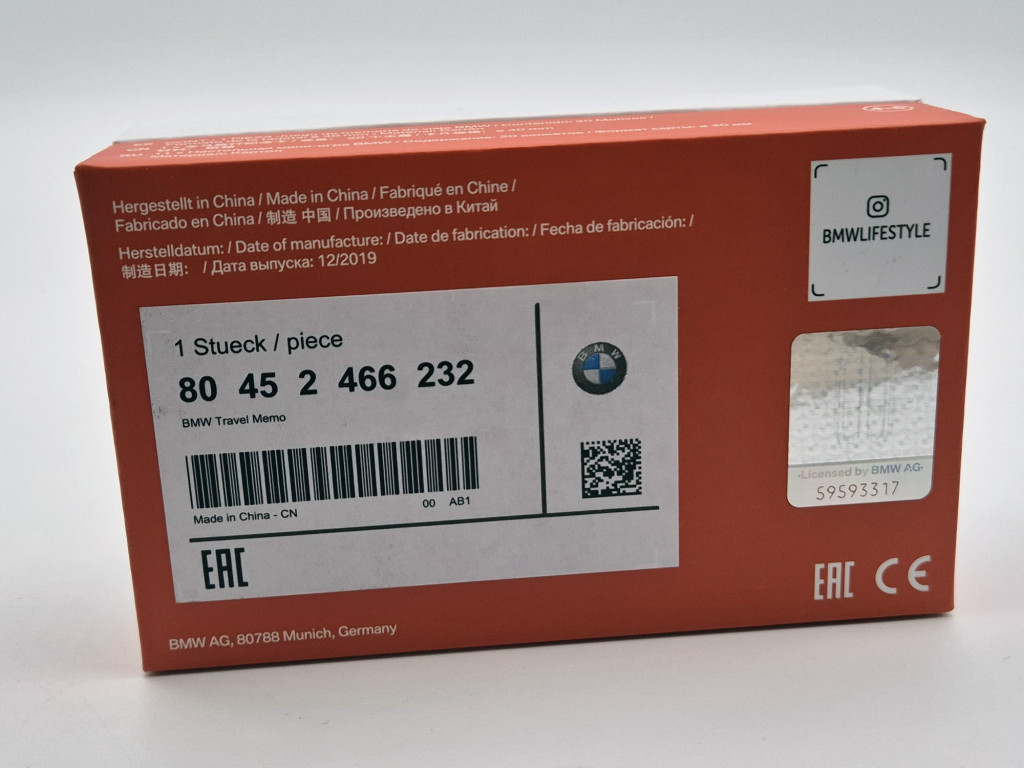 40 mm
Hergestellt in China / Made in China / Fabriqué en Chine /
Fabricado en China / 制造 中国 / Произведено в Китай
Herstelldatum: / Date of manufacture: / Date de fabrication: / Fecha de fabricación: /
制造日期: / Дата выпуска: 12/2019
BMWLIFESTYLE
1 Stueck / piece
80 45 2 466 232
BMW Travel Memo
BMW
00 AB1
Made in China - CN
EAC
Licensed by BMW AG
59593317
EAC CE
BMW AG, 80788 Munich, Germany